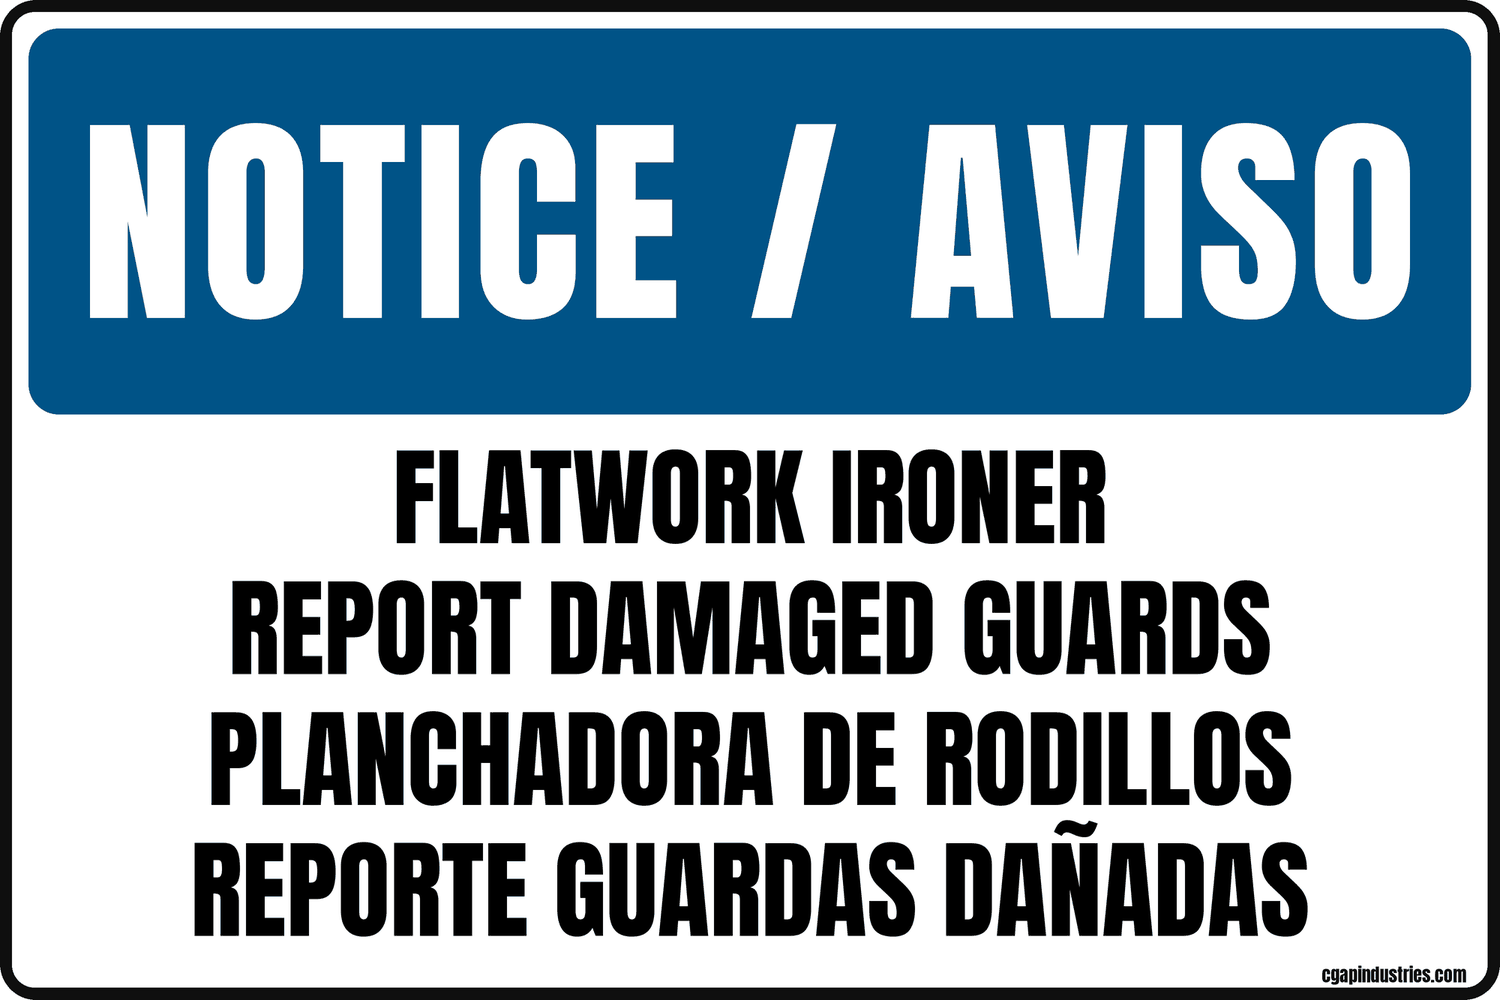 NOTICE / AVISO
FLATWORK IRONER
REPORT DAMAGED GUARDS
PLANCHADORA DE RODILLOS
REPORTE GUARDAS DAÑADAS
cgapindustries.com